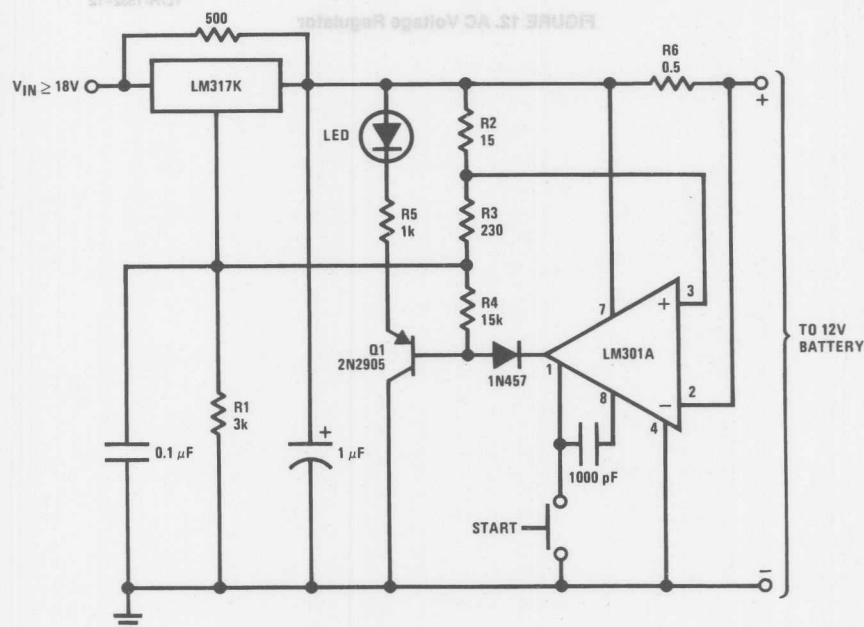 FIGURE 12. AC Voltage Regulator
500
VIN ≥ 18V
LM317K
R6
0.5
+
LED
R2
15
R5
1k
R3
230
R4
15k
7
3
+
TO 12V
BATTERY
Q1
2N2905
1N457
LM301A
1
8
2
−
4
R1
3k
0.1 μF
+
1 μF
1000 pF
START
−